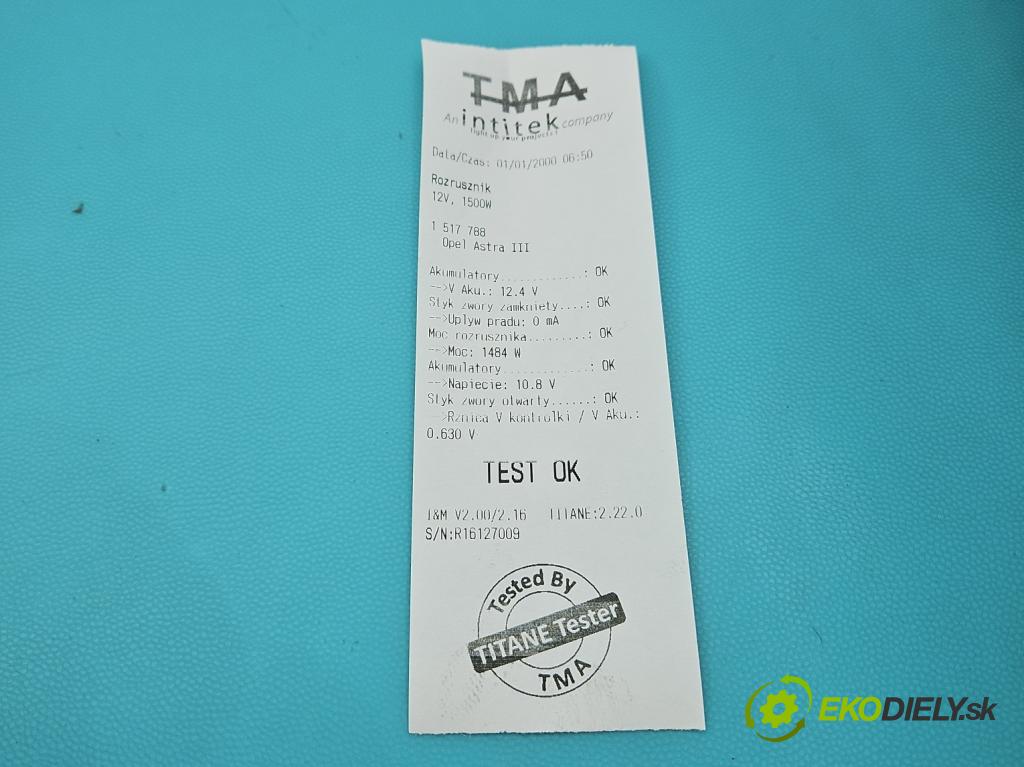 TMA
An intitek company
light up your projects!
Data/Czas: 01/01/2000 06:50
Rozrusznik
12V, 1500W
1 517 788
Opel Astra III
Akumulatory.............: OK
-->V Aku.: 12.4 V
Styk zwory zamkniety....: OK
-->Uplyw pradu: 0 mA
Moc rozrusznika.........: OK
-->Moc: 1484 W
Akumulatory.............: OK
-->Napiecie: 10.8 V
Styk zwory otwarty......: OK
-->Rznica V kontrolki / V Aku.:
0.630 V
TEST OK
I&M V2.00/2.16 TITANE:2.22.0
S/N:R16127009
Tested By
TITANE Tester
TMA
EKODIELY.sk